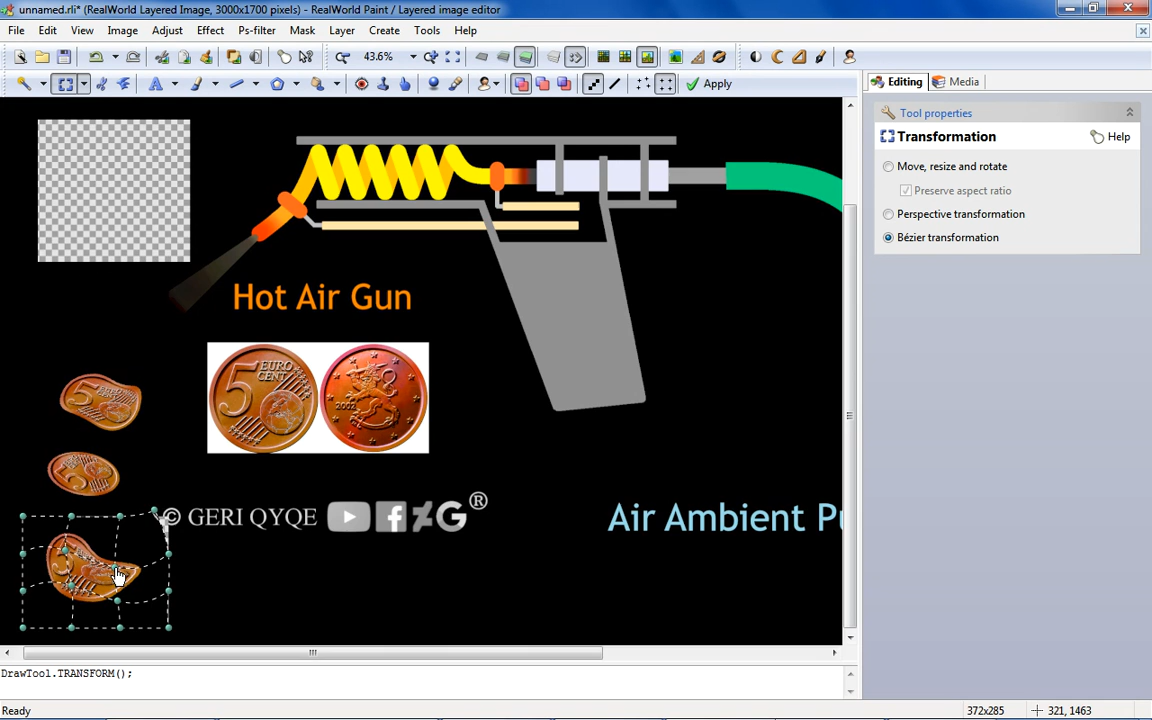 unnamed.rli* (RealWorld Layered Image, 3000x1700 pixels) - RealWorld Paint / Layered image editor
File Edit View Image Adjust Effect Ps-filter Mask Layer Create Tools Help
43.6%
Apply
Editing Media
Tool properties
Transformation Help
Move, resize and rotate
Preserve aspect ratio
Perspective transformation
Bézier transformation
Hot Air Gun
5 EURO CENT
2002
© GERI QYQE f G ®
Air Ambient Pu
DrawTool.TRANSFORM();
Ready 372x285 321, 1463